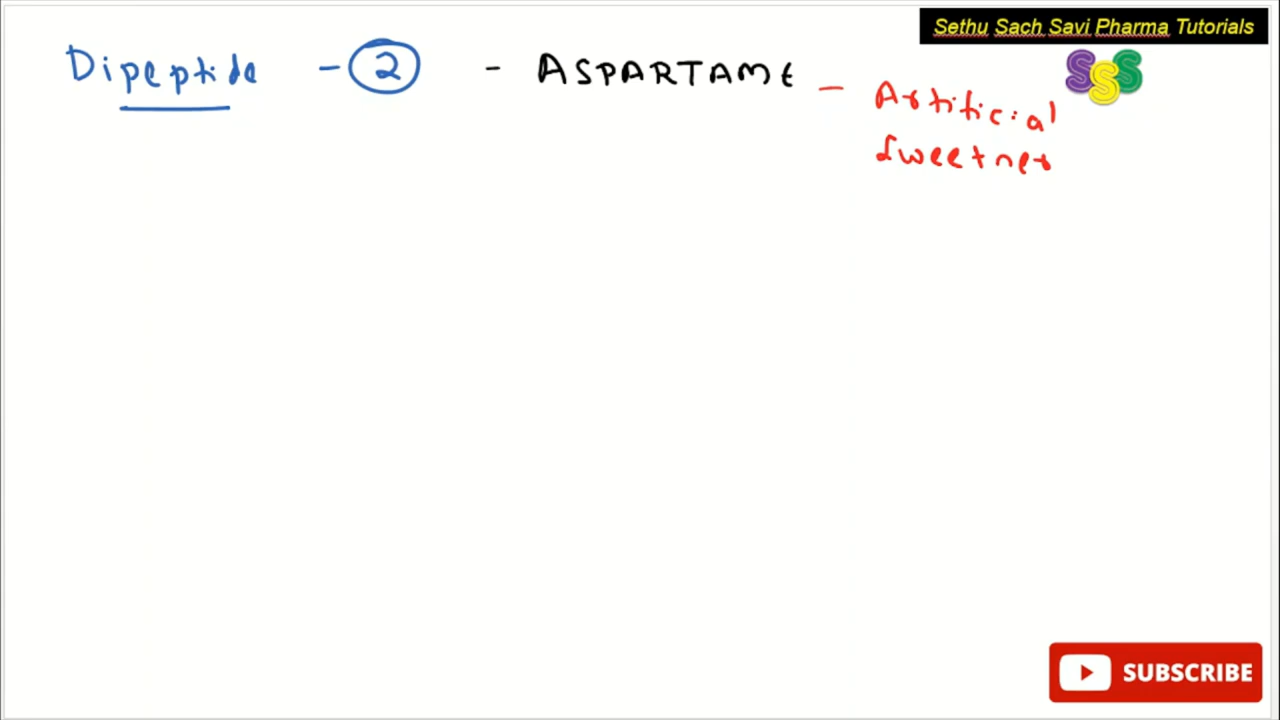 Sethu Sach Savi Pharma Tutorials
SSS
Dipeptide - 2 - ASPARTAME - Artificial
Sweetner
SUBSCRIBE